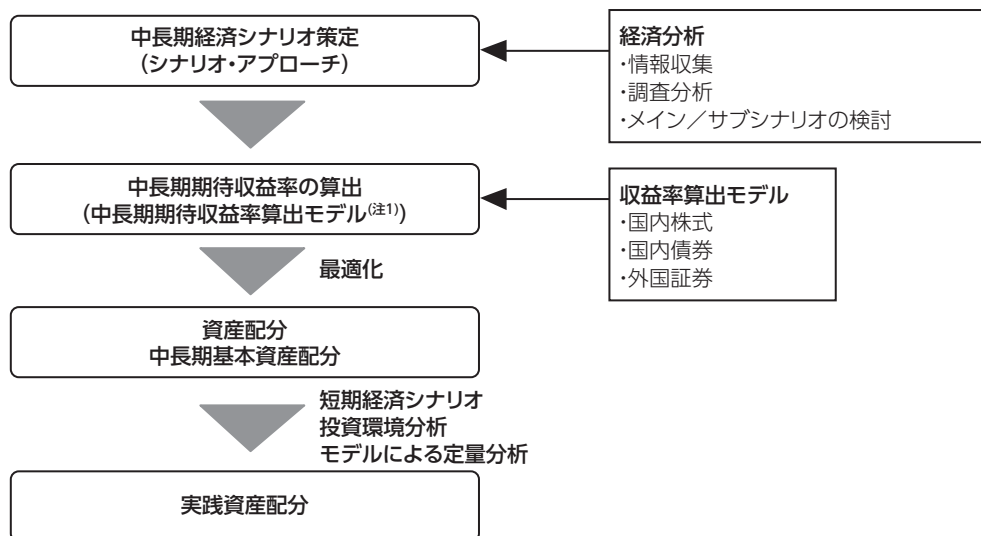 中長期経済シナリオ策定
（シナリオ・アプローチ）
経済分析
・情報収集
・調査分析
・メイン／サブシナリオの検討
中長期期待収益率の算出
（中長期期待収益率算出モデル(注1)）
収益率算出モデル
・国内株式
・国内債券
・外国証券
最適化
資産配分
中長期基本資産配分
短期経済シナリオ
投資環境分析
モデルによる定量分析
実践資産配分